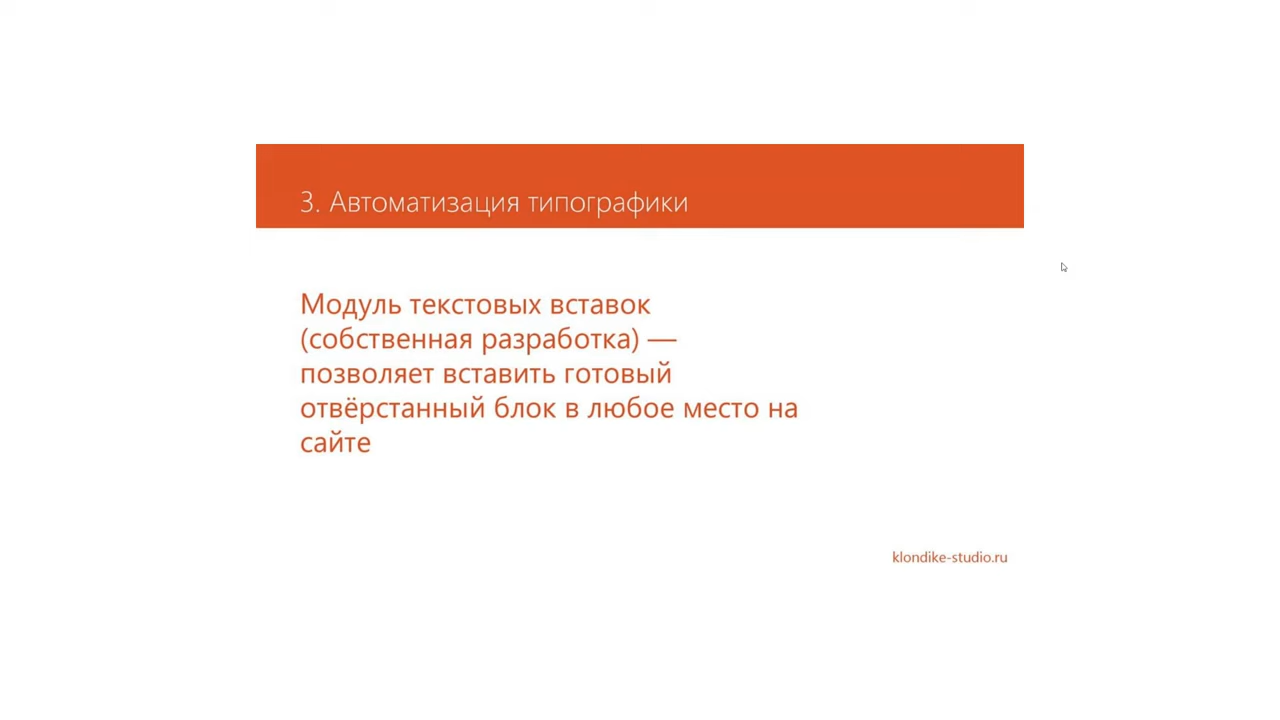 3. Автоматизация типографики
Модуль текстовых вставок
(собственная разработка) —
позволяет вставить готовый
отвёрстанный блок в любое место на
сайте
klondike-studio.ru